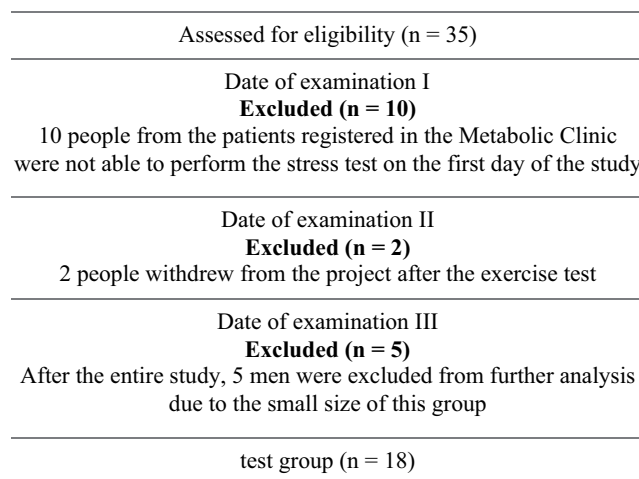 Assessed for eligibility (n = 35)
Date of examination I
Excluded (n = 10)
10 people from the patients registered in the Metabolic Clinic
were not able to perform the stress test on the first day of the study
Date of examination II
Excluded (n = 2)
2 people withdrew from the project after the exercise test
Date of examination III
Excluded (n = 5)
After the entire study, 5 men were excluded from further analysis
due to the small size of this group
test group (n = 18)